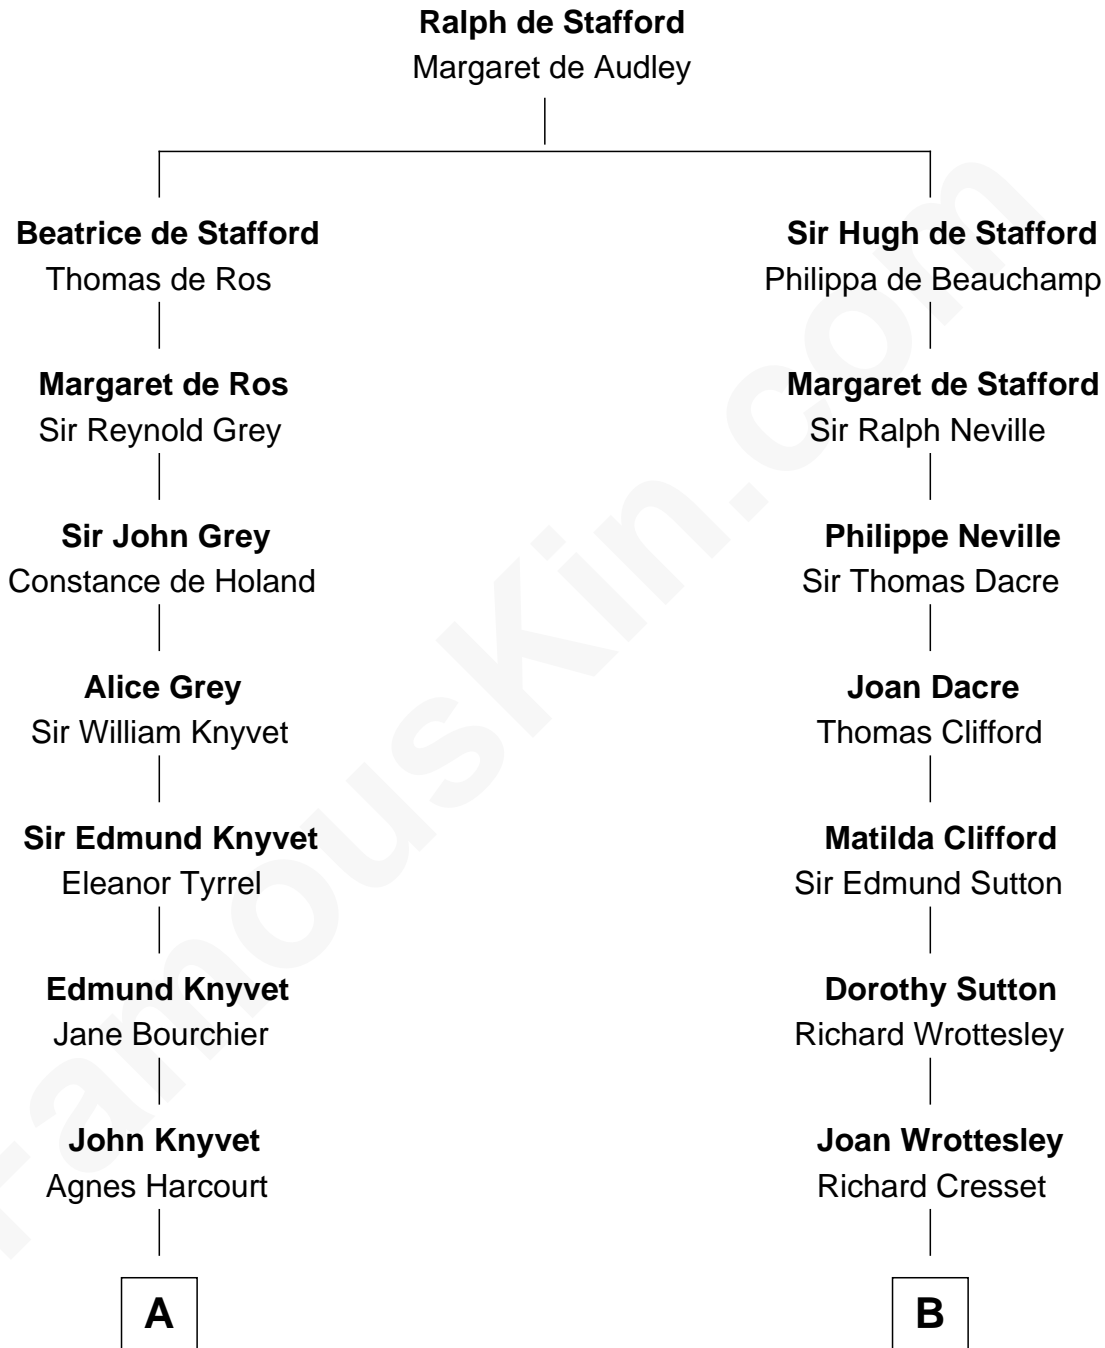 Ralph de Stafford
Margaret de Audley
Beatrice de Stafford
Thomas de Ros
Sir Hugh de Stafford
Philippa de Beauchamp
Margaret de Ros
Sir Reynold Grey
Margaret de Stafford
Sir Ralph Neville
Sir John Grey
Constance de Holand
Philippe Neville
Sir Thomas Dacre
Alice Grey
Sir William Knyvet
Joan Dacre
Thomas Clifford
Sir Edmund Knyvet
Eleanor Tyrrel
Matilda Clifford
Sir Edmund Sutton
Edmund Knyvet
Jane Bourchier
Dorothy Sutton
Richard Wrottesley
John Knyvet
Agnes Harcourt
Joan Wrottesley
Richard Cresset
A
B
FamousKin.com